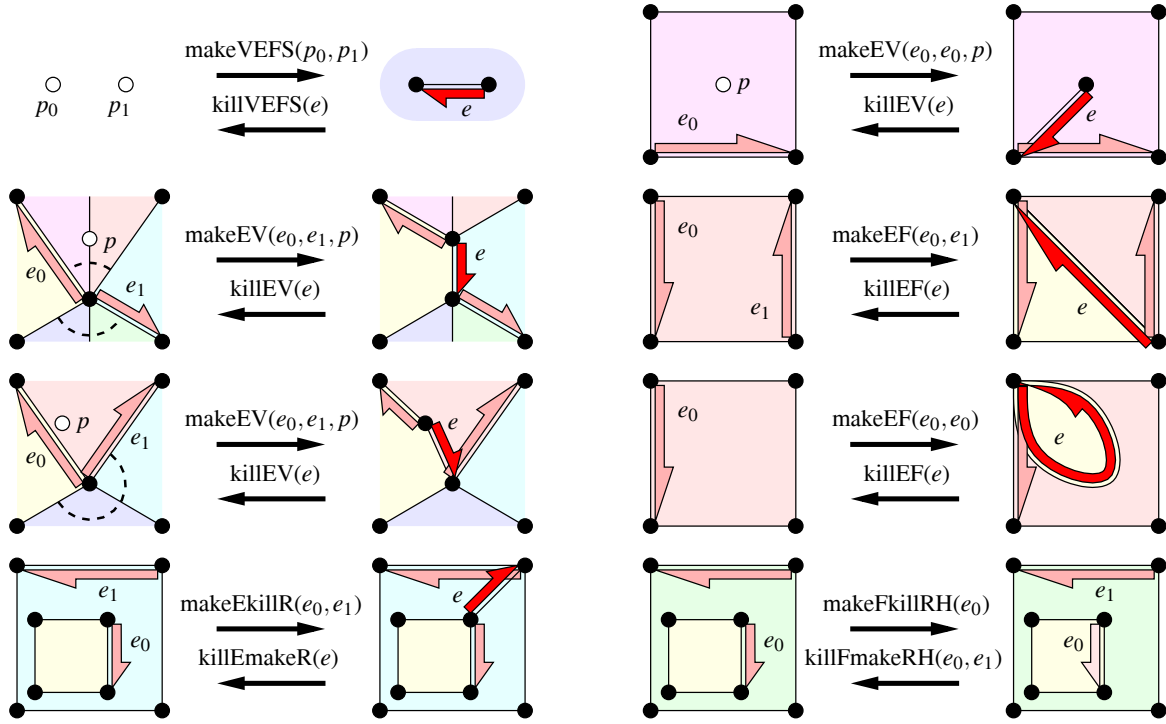 makeVEFS(p₀, p₁)
p₀ p₁
killVEFS(e)
e
makeEV(e₀, e₀, p)
p
e₀
killEV(e)
e
p
e₀
e₁
makeEV(e₀, e₁, p)
killEV(e)
e
e₀
e₁
makeEF(e₀, e₁)
killEF(e)
e
p
e₀
e₁
makeEV(e₀, e₁, p)
killEV(e)
e
e₀
makeEF(e₀, e₀)
killEF(e)
e
e₁
e₀
makeEkillR(e₀, e₁)
killEmakeR(e)
e
e₀
makeFkillRH(e₀)
killFmakeRH(e₀, e₁)
e₁
e₀